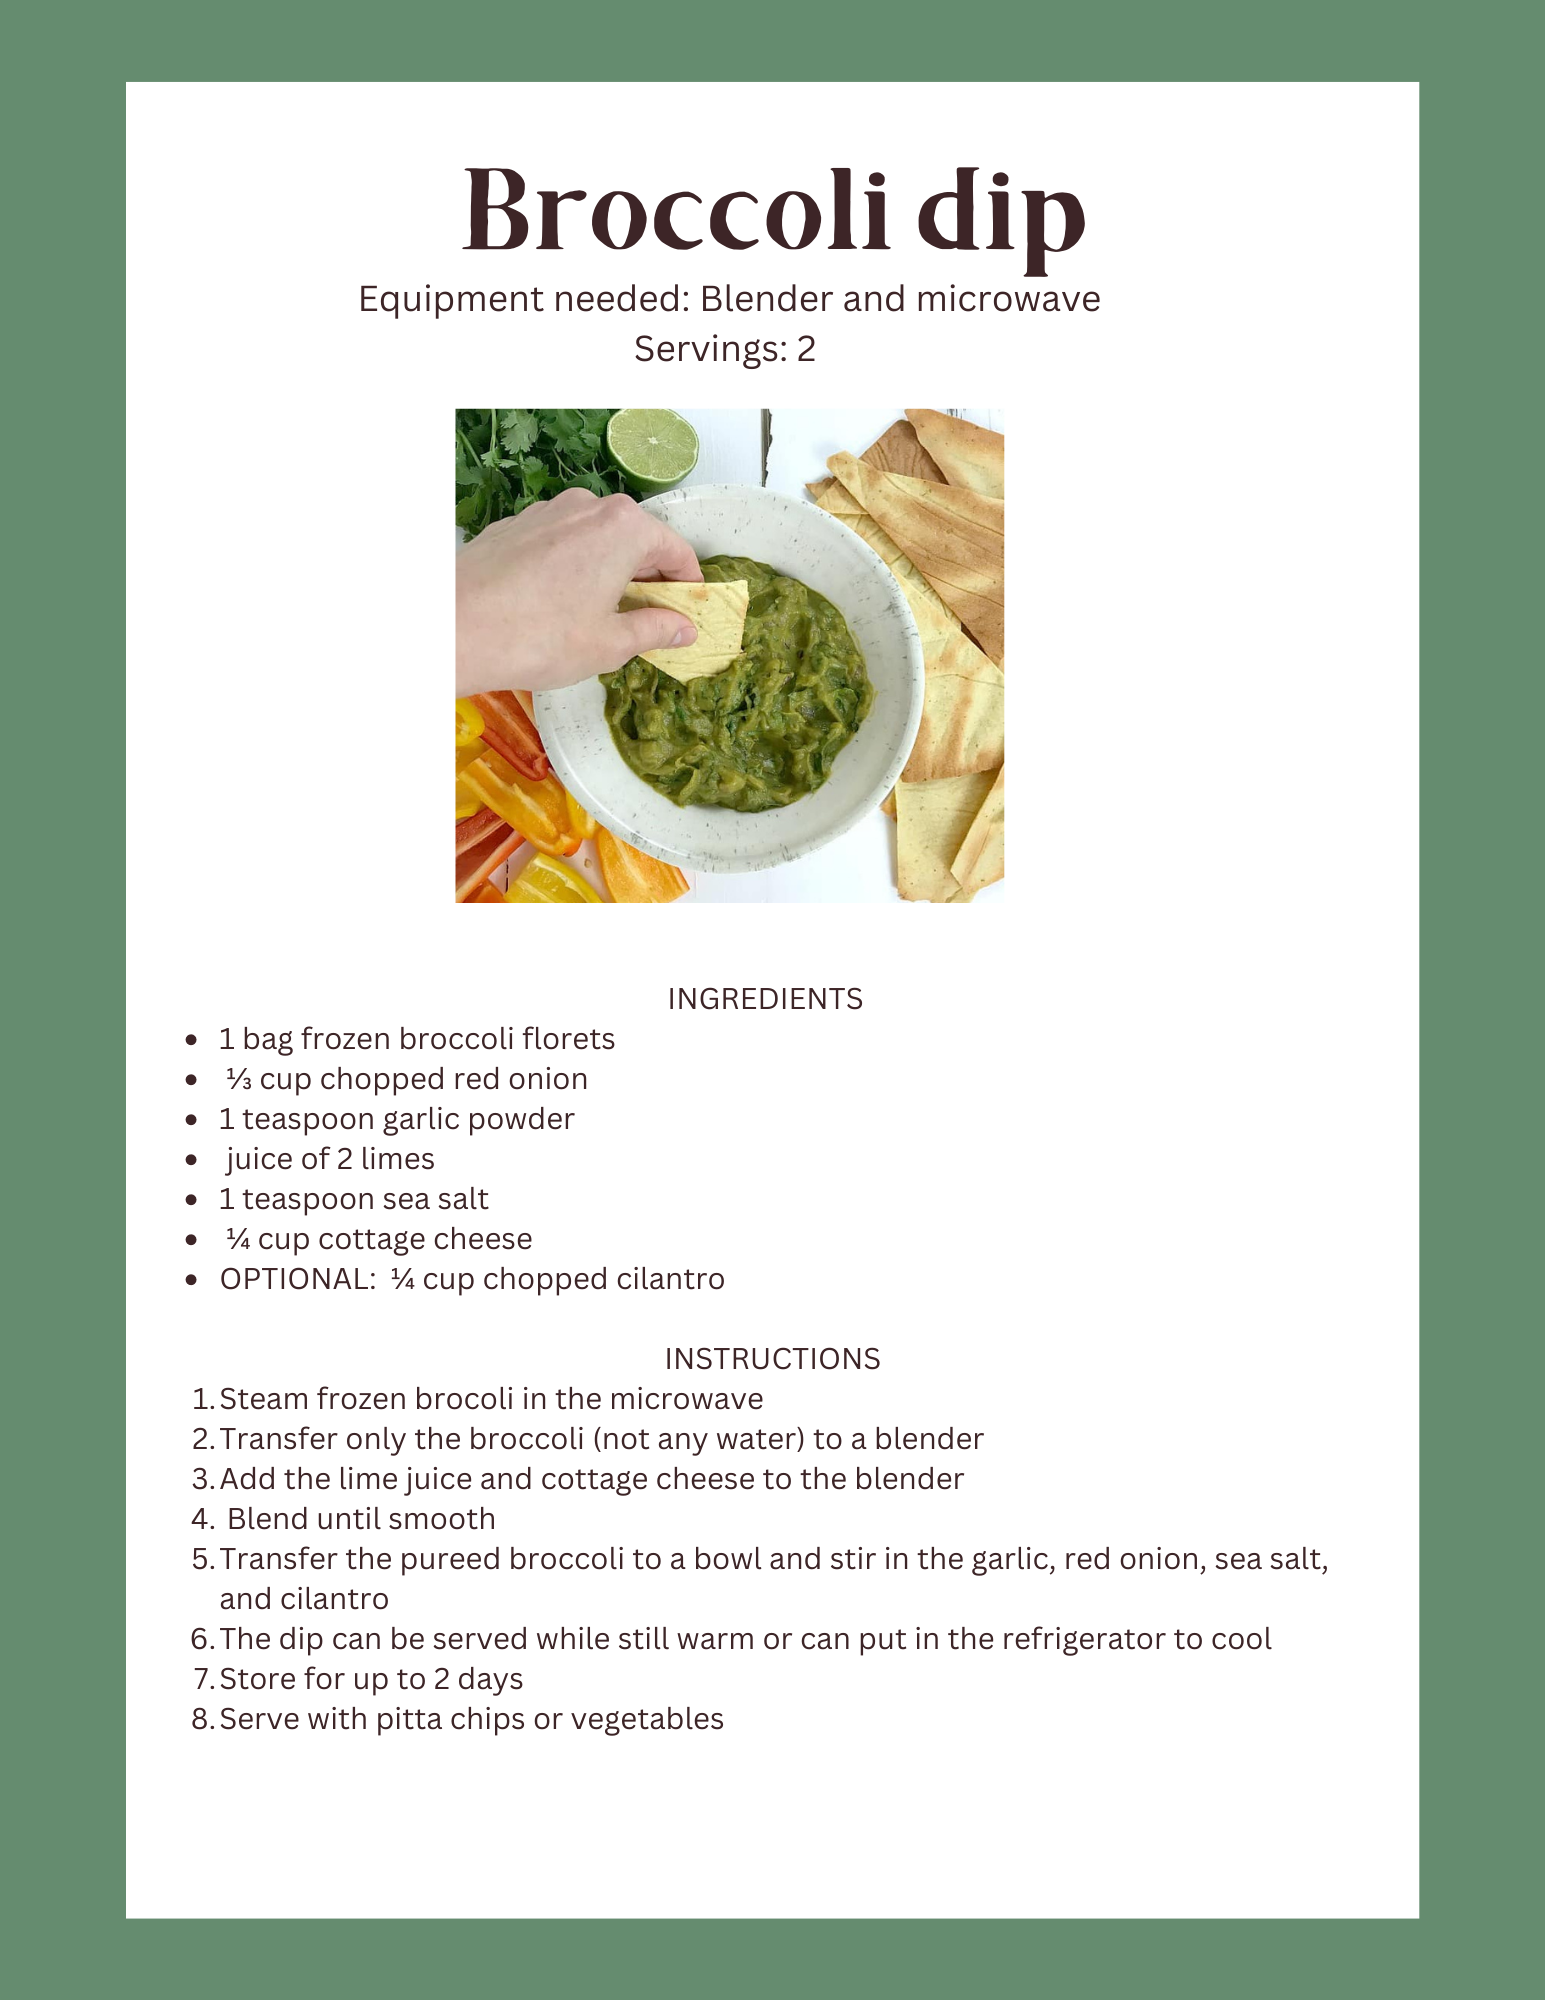 Broccoli dip
Equipment needed: Blender and microwave
Servings: 2
INGREDIENTS
• 1 bag frozen broccoli florets
• ⅓ cup chopped red onion
• 1 teaspoon garlic powder
• juice of 2 limes
• 1 teaspoon sea salt
• ¼ cup cottage cheese
• OPTIONAL: ¼ cup chopped cilantro
INSTRUCTIONS
1. Steam frozen brocoli in the microwave
2. Transfer only the broccoli (not any water) to a blender
3. Add the lime juice and cottage cheese to the blender
4. Blend until smooth
5. Transfer the pureed broccoli to a bowl and stir in the garlic, red onion, sea salt,
and cilantro
6. The dip can be served while still warm or can put in the refrigerator to cool
7. Store for up to 2 days
8. Serve with pitta chips or vegetables